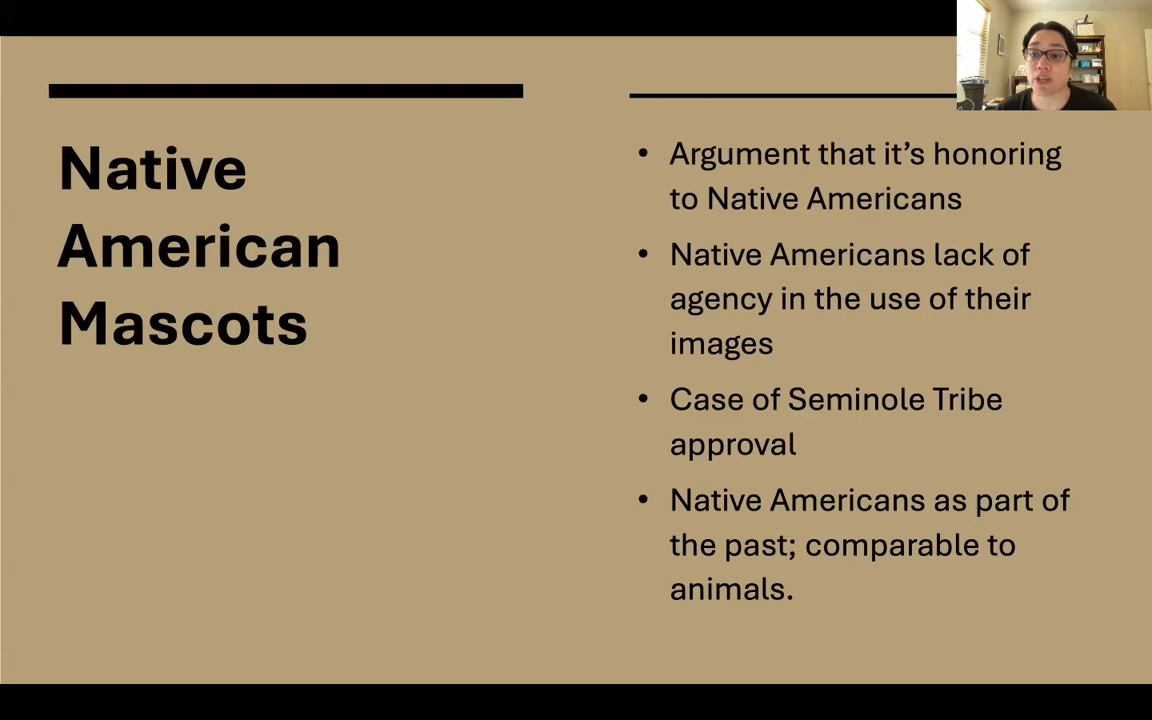 Native
American
Mascots
• Argument that it’s honoring
to Native Americans
• Native Americans lack of
agency in the use of their
images
• Case of Seminole Tribe
approval
• Native Americans as part of
the past; comparable to
animals.